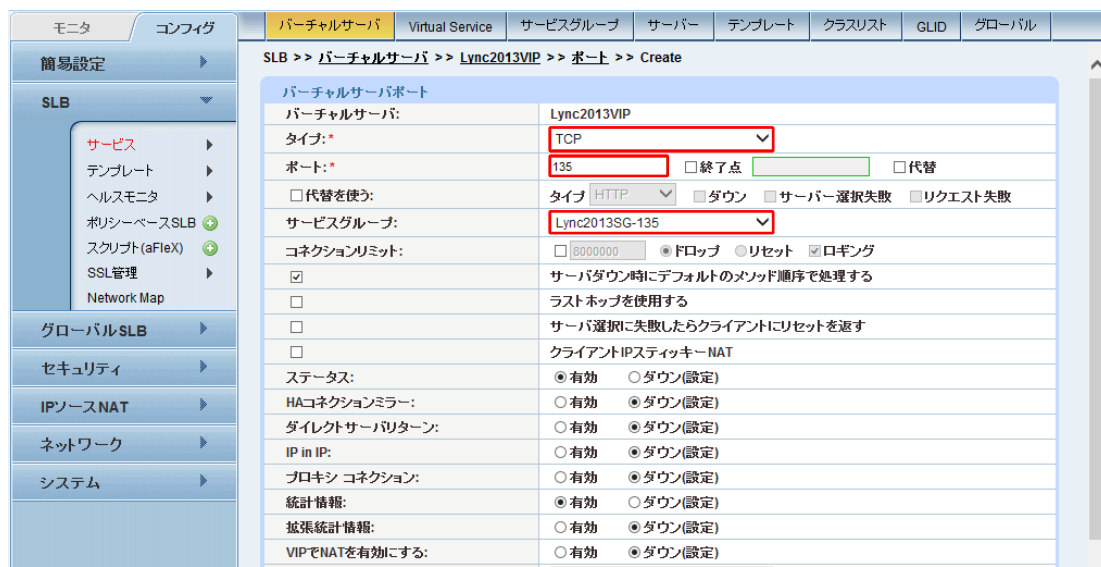 モニタ コンフィグ
バーチャルサーバ Virtual Service サービスグループ サーバー テンプレート クラスリスト GLID グローバル
簡易設定
SLB
サービス
テンプレート
ヘルスモニタ
ポリシーベースSLB
スクリプト(aFleX)
SSL管理
Network Map
グローバルSLB
セキュリティ
IPソースNAT
ネットワーク
システム
SLB >> バーチャルサーバ >> Lync2013VIP >> ポート >> Create
バーチャルサーバポート
バーチャルサーバ: Lync2013VIP
タイプ:* TCP
ポート:* 135 終了点 代替
代替を使う: タイプ HTTP ダウン サーバー選択失敗 リクエスト失敗
サービスグループ: Lync2013SG-135
コネクションリミット: 8000000 ドロップ リセット ロギング
サーバダウン時にデフォルトのメソッド順序で処理する
ラストホップを使用する
サーバ選択に失敗したらクライアントにリセットを返す
クライアントIPスティッキーNAT
ステータス: 有効 ダウン(設定)
HAコネクションミラー: 有効 ダウン(設定)
ダイレクトサーバリターン: 有効 ダウン(設定)
IP in IP: 有効 ダウン(設定)
プロキシ コネクション: 有効 ダウン(設定)
統計情報: 有効 ダウン(設定)
拡張統計情報: 有効 ダウン(設定)
VIPでNATを有効にする: 有効 ダウン(設定)